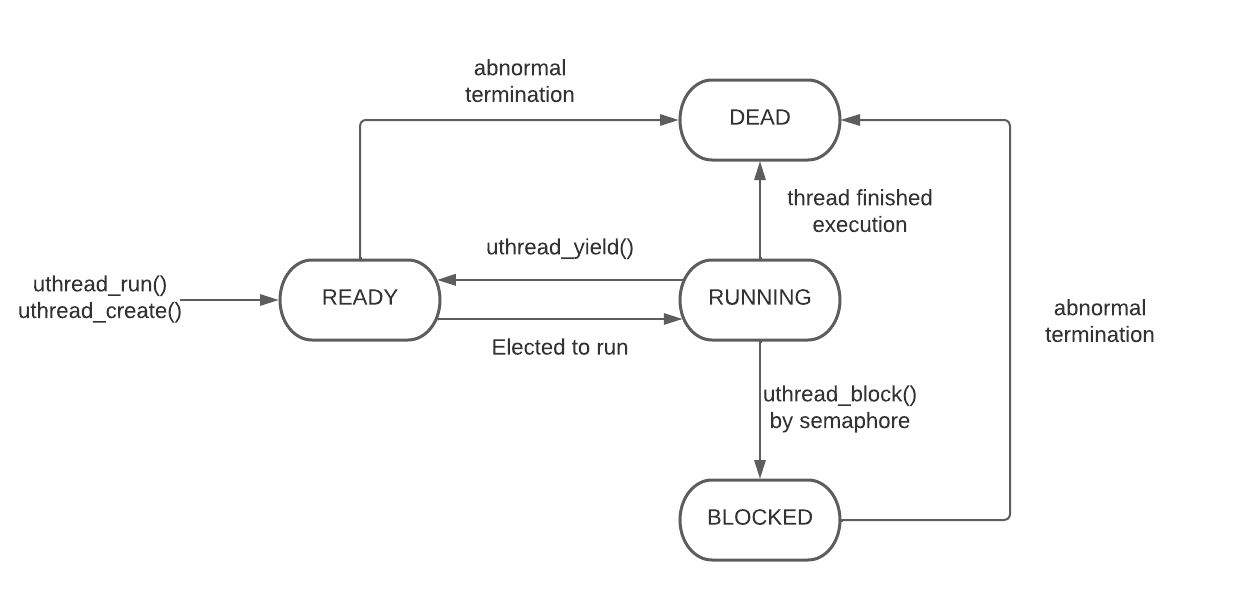 abnormal
termination
DEAD
thread finished
execution
uthread_yield()
uthread_run()
uthread_create()
READY
RUNNING
Elected to run
abnormal
termination
uthread_block()
by semaphore
BLOCKED